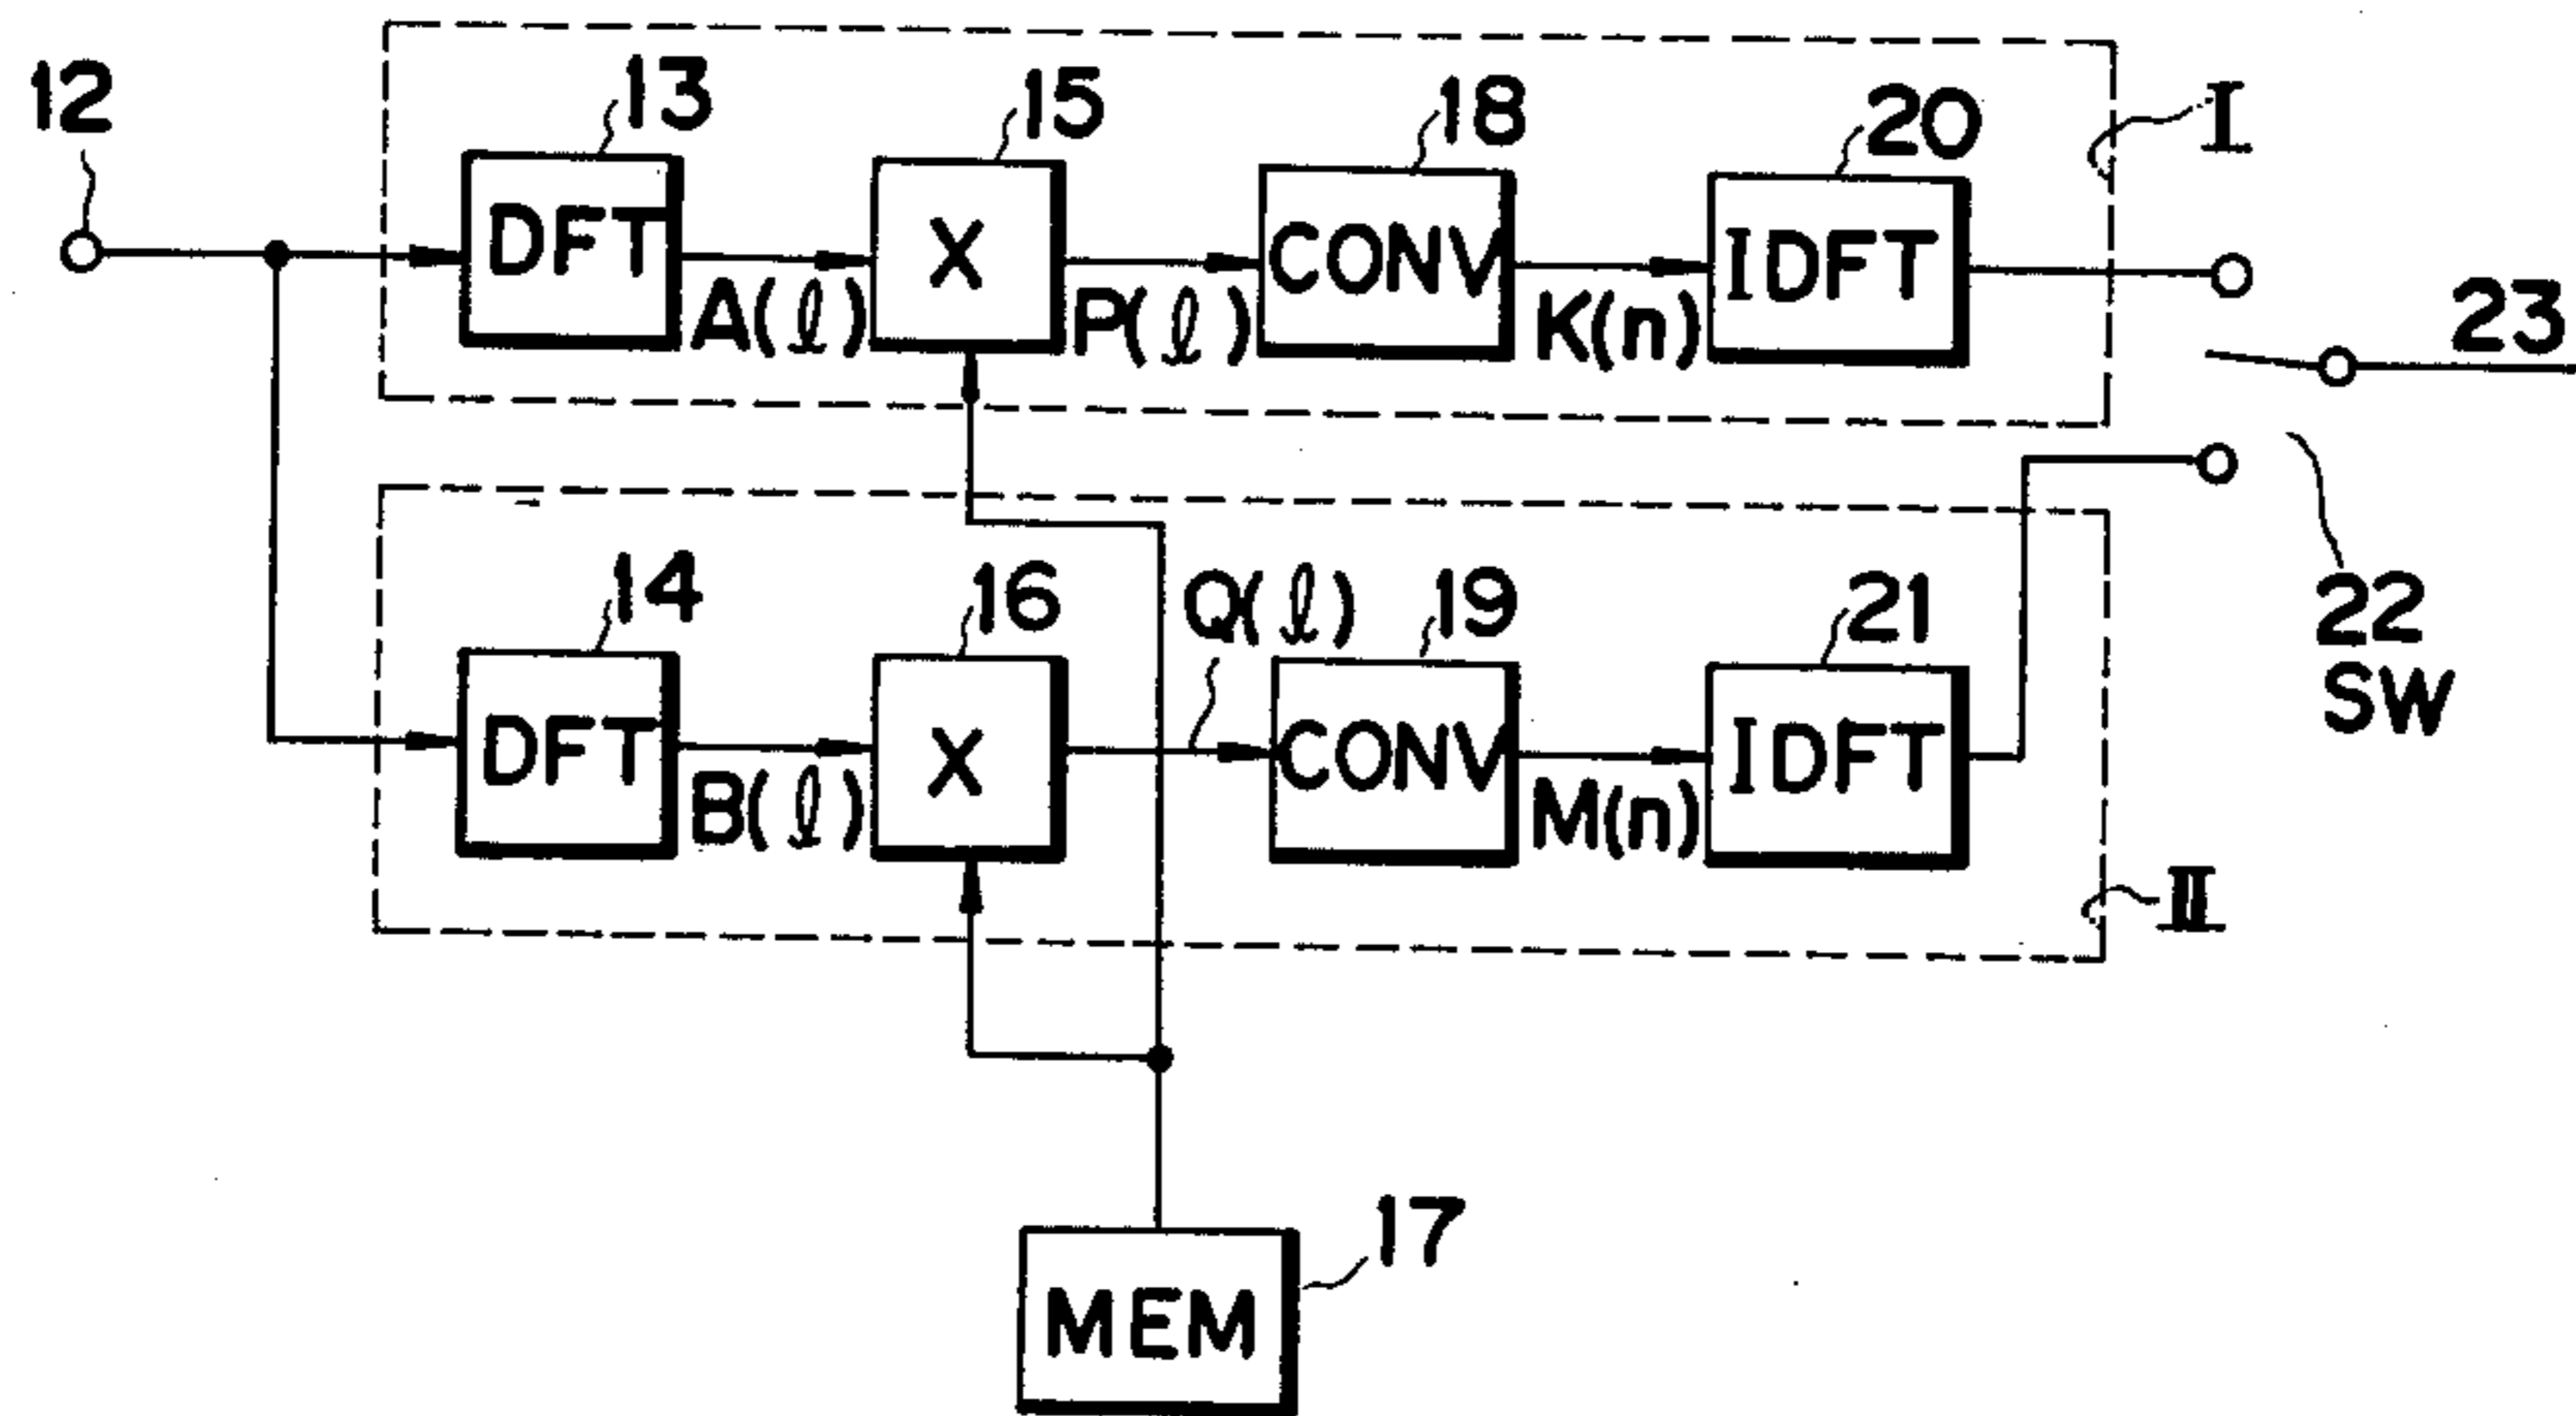 12
13
15
18
20
I
DFT
X
CONV
IDFT
A(ℓ)
P(ℓ)
K(n)
23
14
16
Q(ℓ)
19
21
22
SW
DFT
X
CONV
IDFT
B(ℓ)
M(n)
II
17
MEM